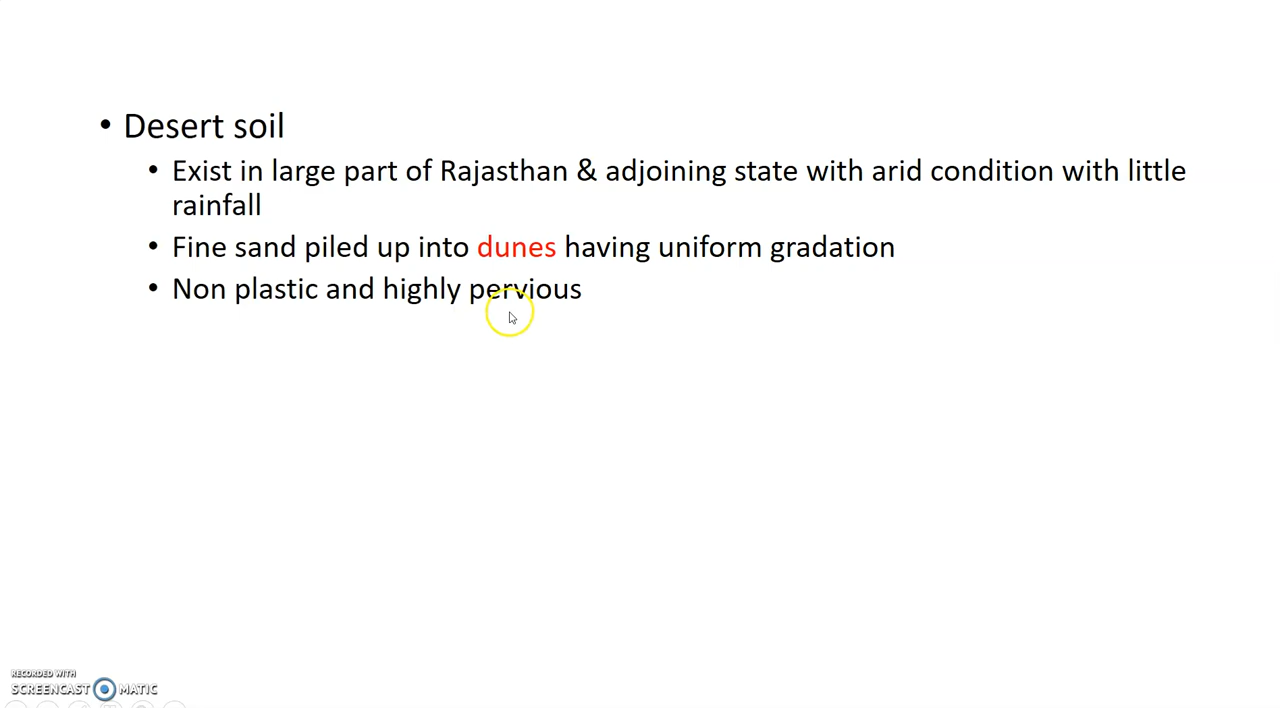 • Desert soil
• Exist in large part of Rajasthan & adjoining state with arid condition with little
rainfall
• Fine sand piled up into dunes having uniform gradation
• Non plastic and highly pervious
RECORDED WITH
SCREENCAST MATIC